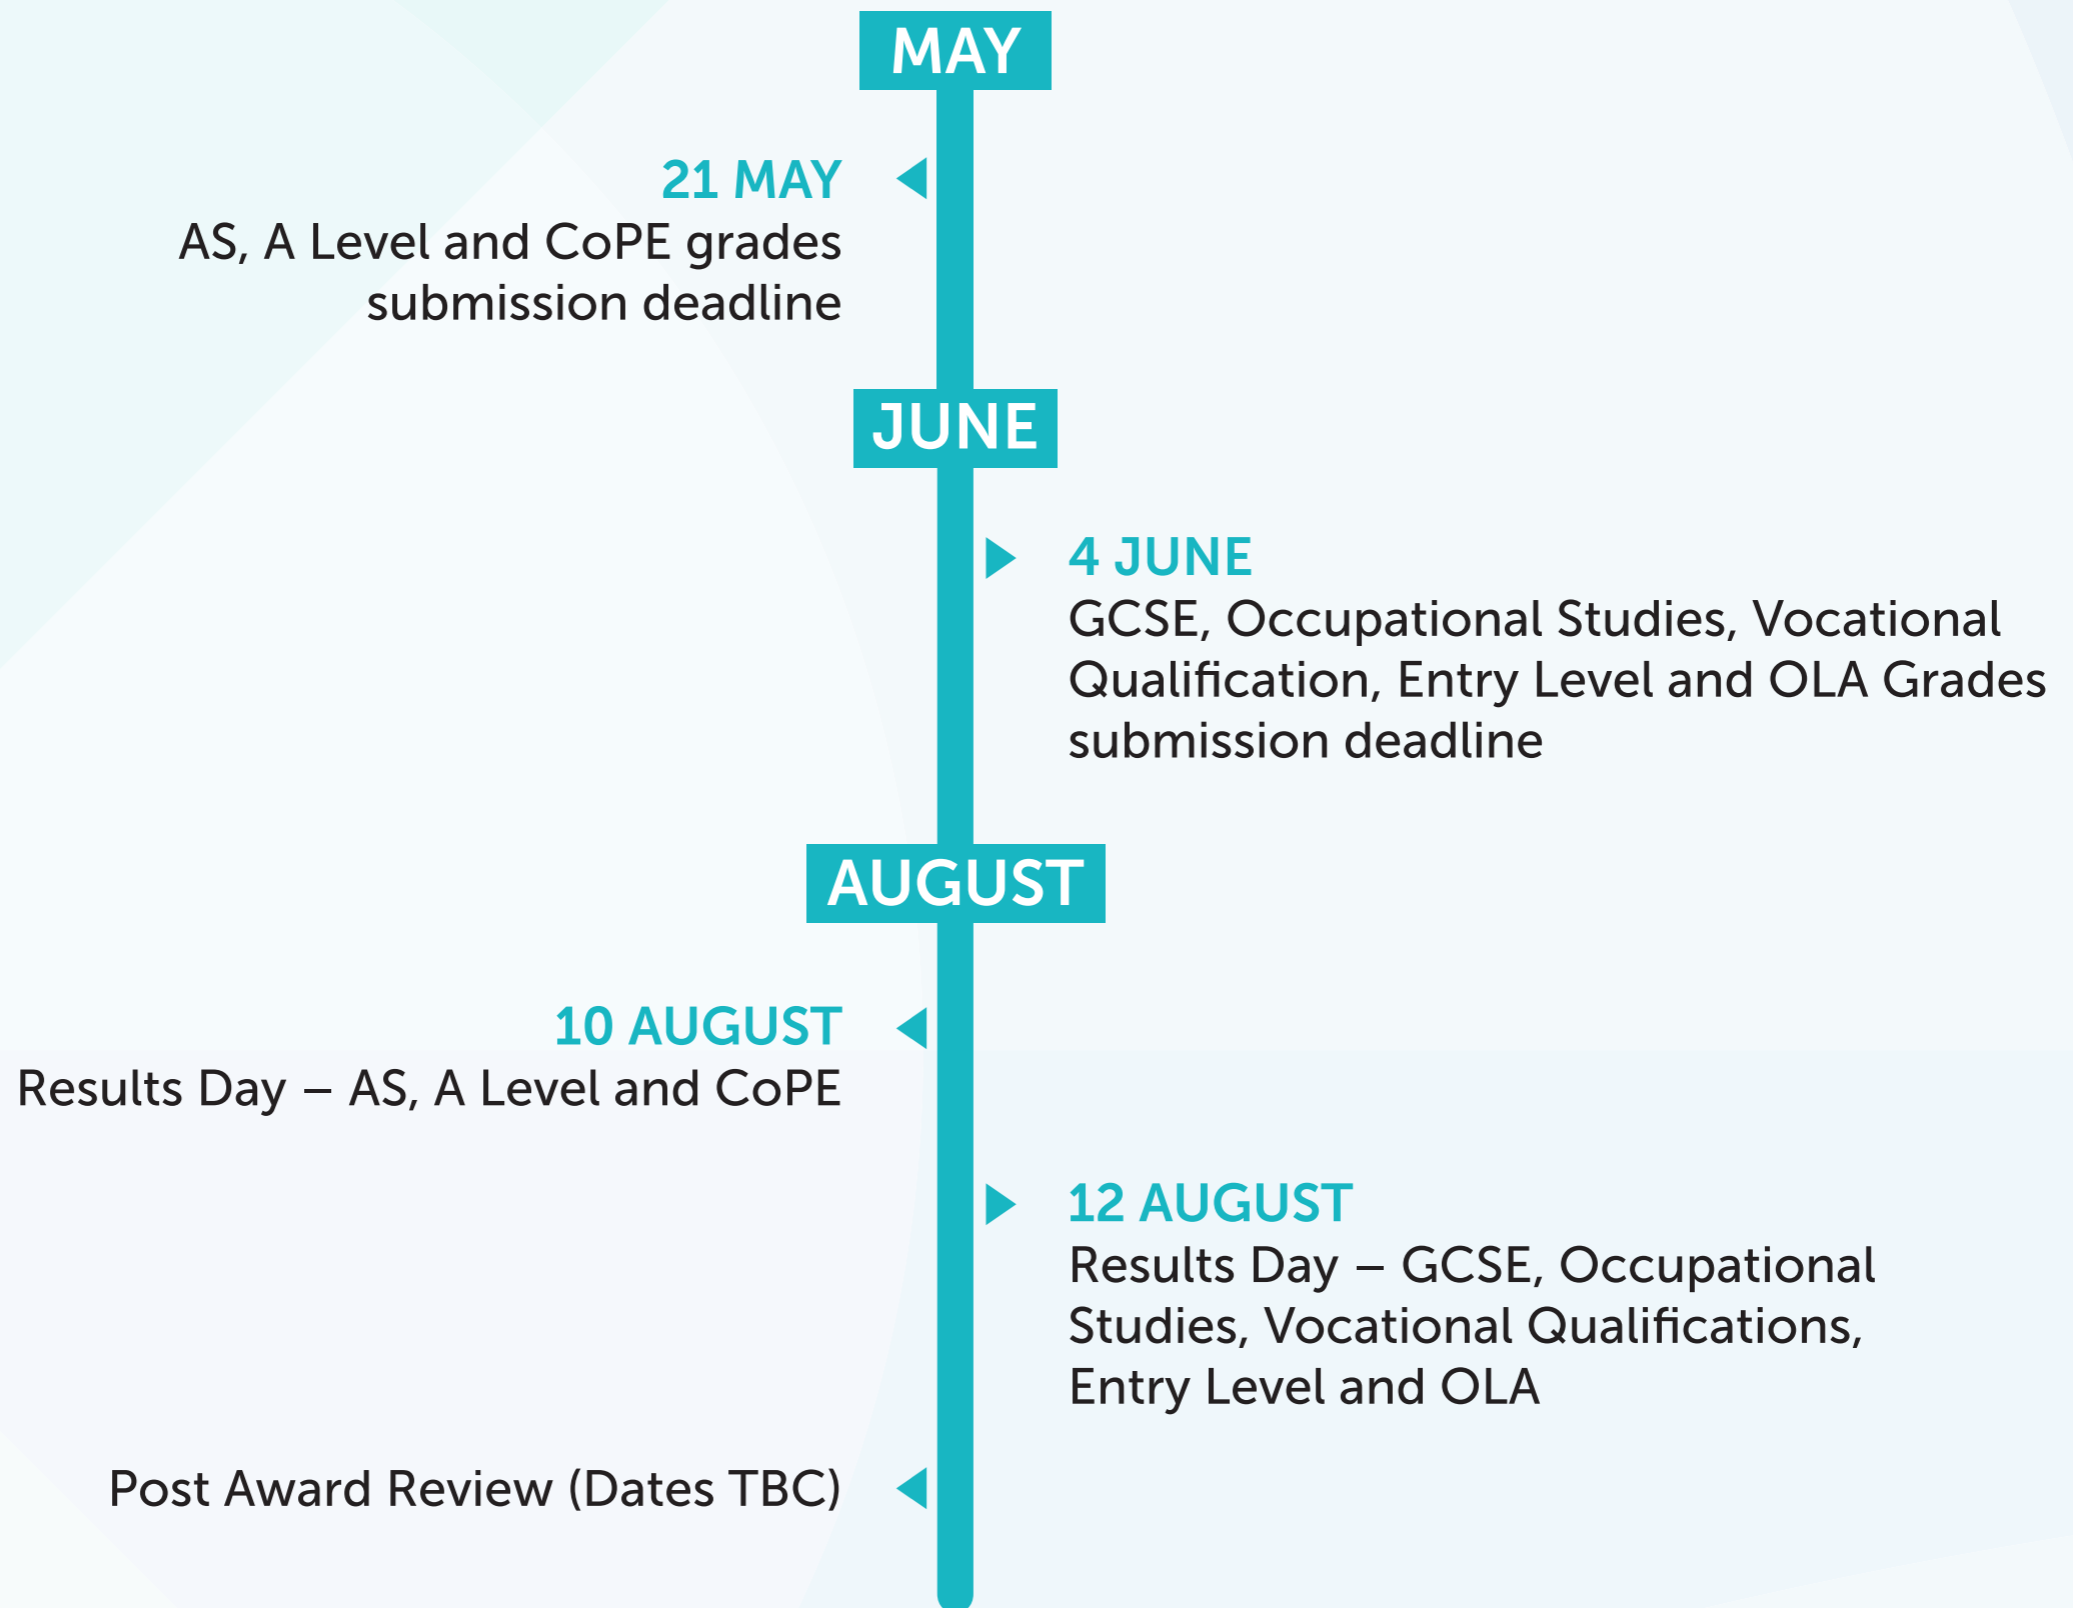 MAY
21 MAY
AS, A Level and CoPE grades
submission deadline
JUNE
4 JUNE
GCSE, Occupational Studies, Vocational
Qualification, Entry Level and OLA Grades
submission deadline
AUGUST
10 AUGUST
Results Day – AS, A Level and CoPE
12 AUGUST
Results Day – GCSE, Occupational
Studies, Vocational Qualifications,
Entry Level and OLA
Post Award Review (Dates TBC)